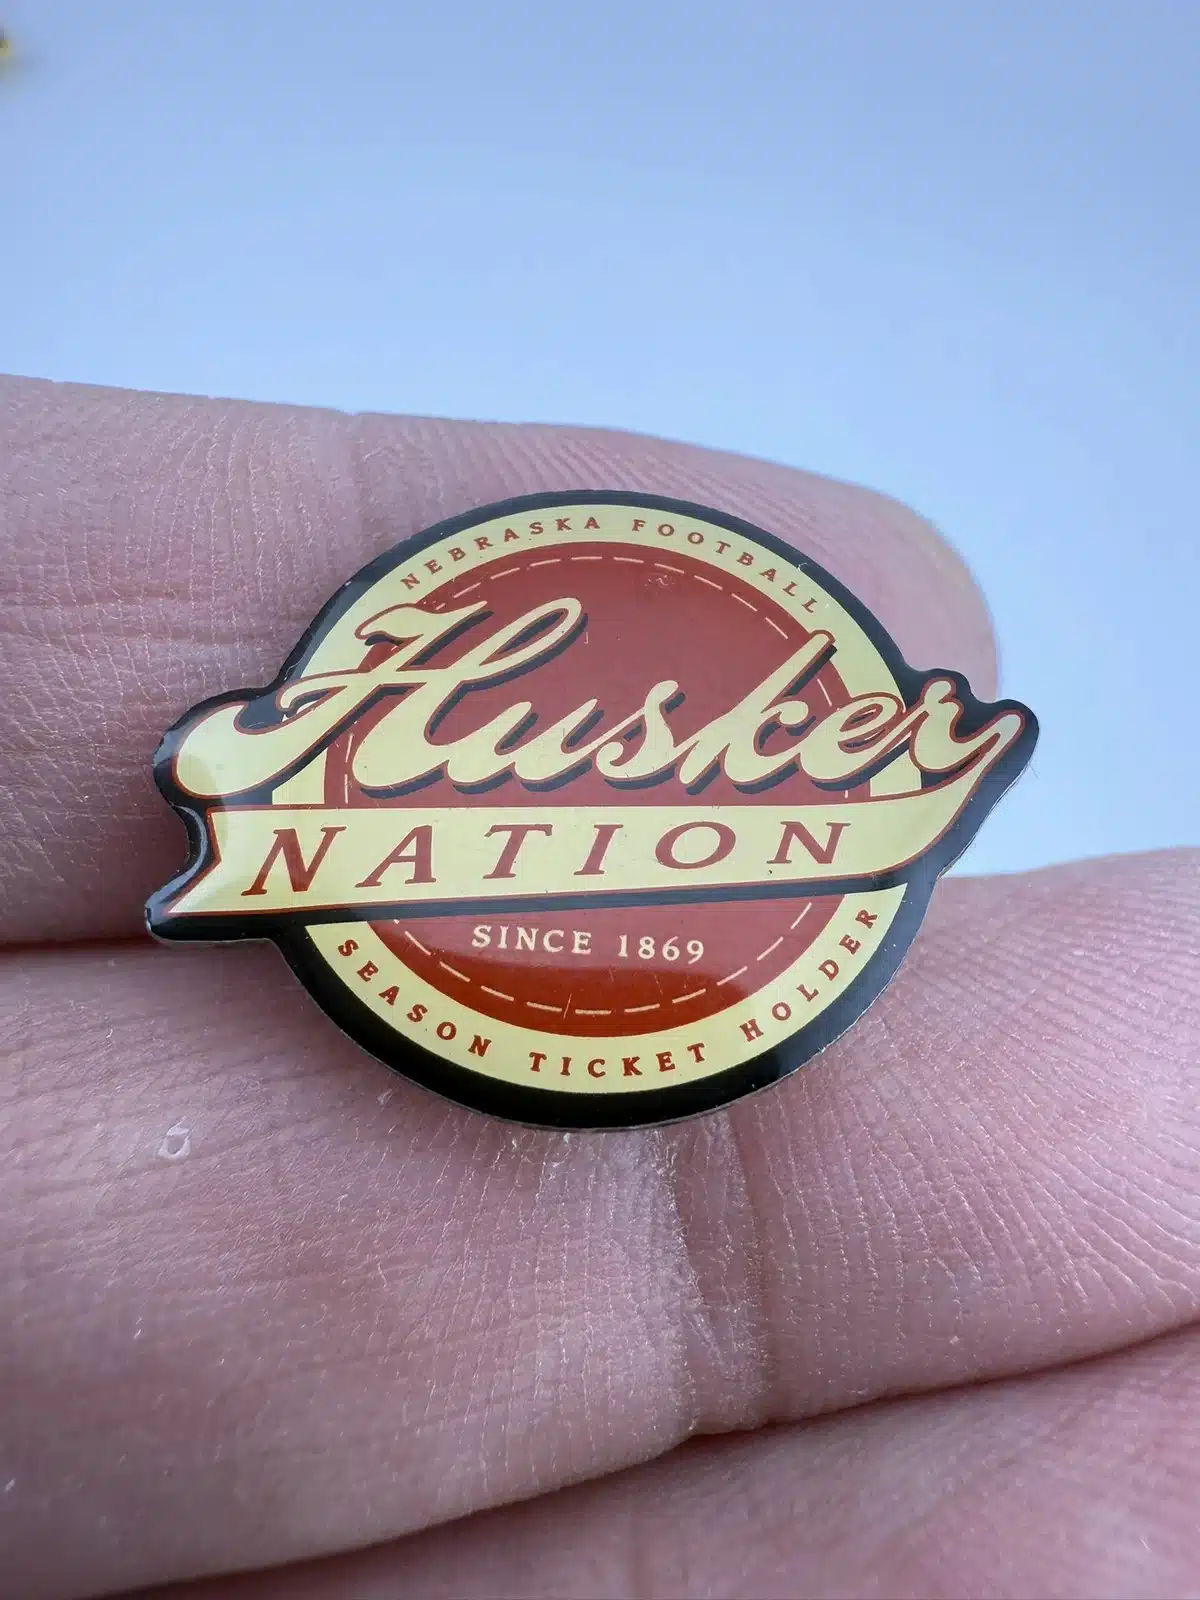 NEBRASKA FOOTBALL
Husker
NATION
SINCE 1869
SEASON TICKET HOLDER